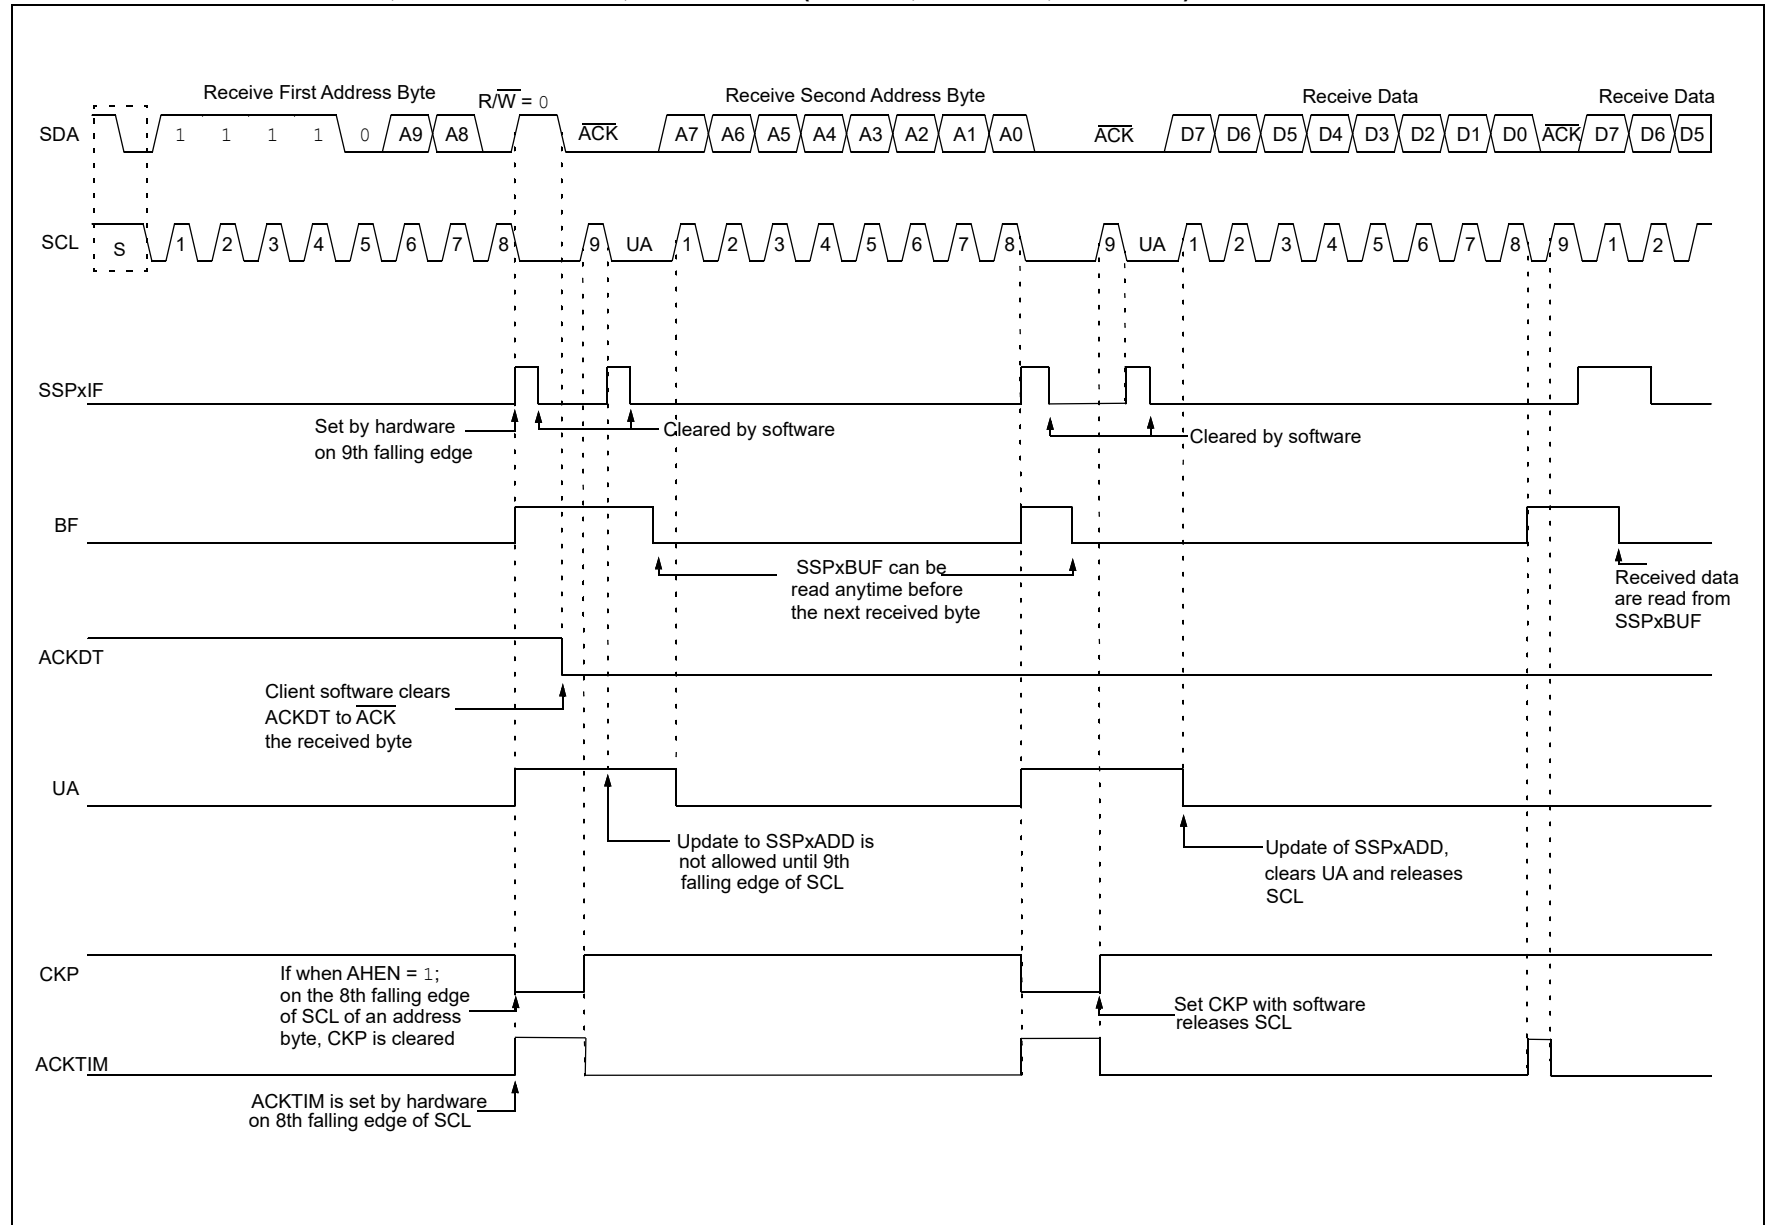 Receive First Address Byte
R/W = 0
Receive Second Address Byte
Receive Data
Receive Data
SDA
1 1 1 1 0 A9 A8
ACK
A7 A6 A5 A4 A3 A2 A1 A0
ACK
D7 D6 D5 D4 D3 D2 D1 D0
ACK
D7 D6 D5
SCL
S
1 2 3 4 5 6 7 8 9 UA 1 2 3 4 5 6 7 8 9 UA 1 2 3 4 5 6 7 8 9 1 2
SSPxIF
Set by hardware
on 9th falling edge
Cleared by software
Cleared by software
BF
SSPxBUF can be
read anytime before
the next received byte
Received data
are read from
SSPxBUF
ACKDT
Client software clears
ACKDT to ACK
the received byte
UA
Update to SSPxADD is
not allowed until 9th
falling edge of SCL
Update of SSPxADD,
clears UA and releases
SCL
CKP
If when AHEN = 1;
on the 8th falling edge
of SCL of an address
byte, CKP is cleared
Set CKP with software
releases SCL
ACKTIM
ACKTIM is set by hardware
on 8th falling edge of SCL